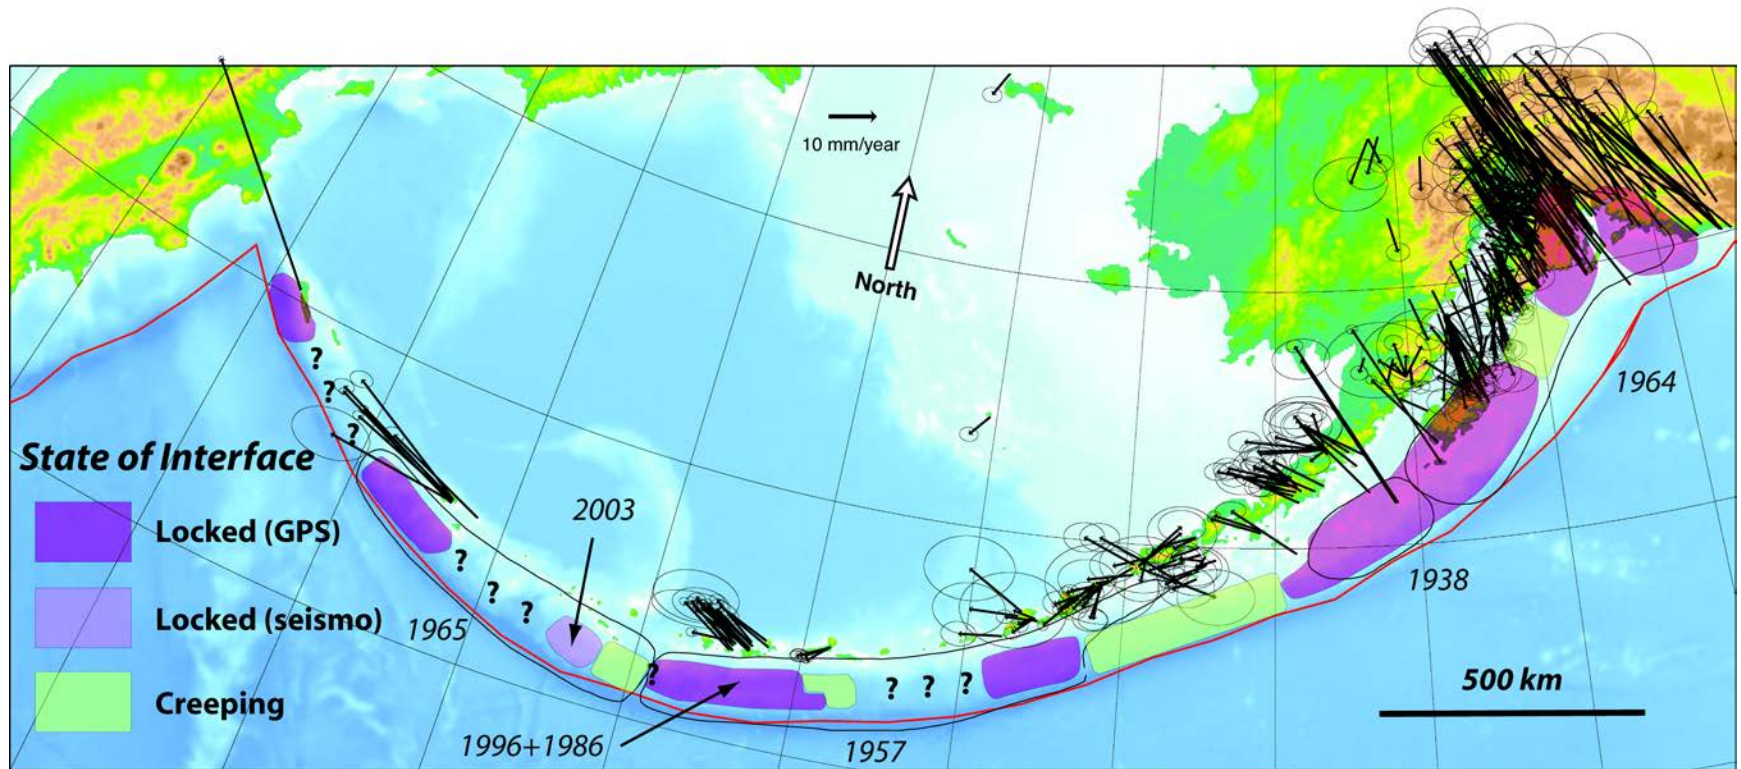 10 mm/year
North
?
?
?
State of Interface
Locked (GPS)
Locked (seismo)
Creeping
1964
2003
?
?
?
1965
1938
?
?
?
?
500 km
1996+1986
1957